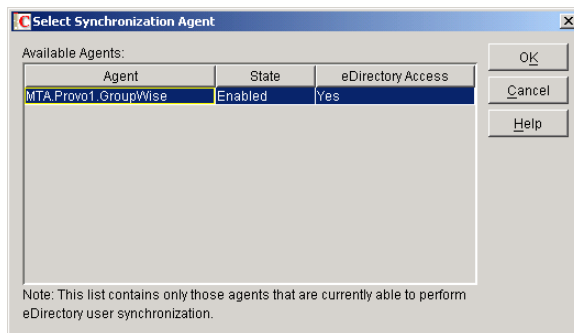 Select Synchronization Agent
Available Agents:
Agent State eDirectory Access
MTA.Provo1.GroupWise Enabled Yes
OK
Cancel
Help
Note: This list contains only those agents that are currently able to perform
eDirectory user synchronization.